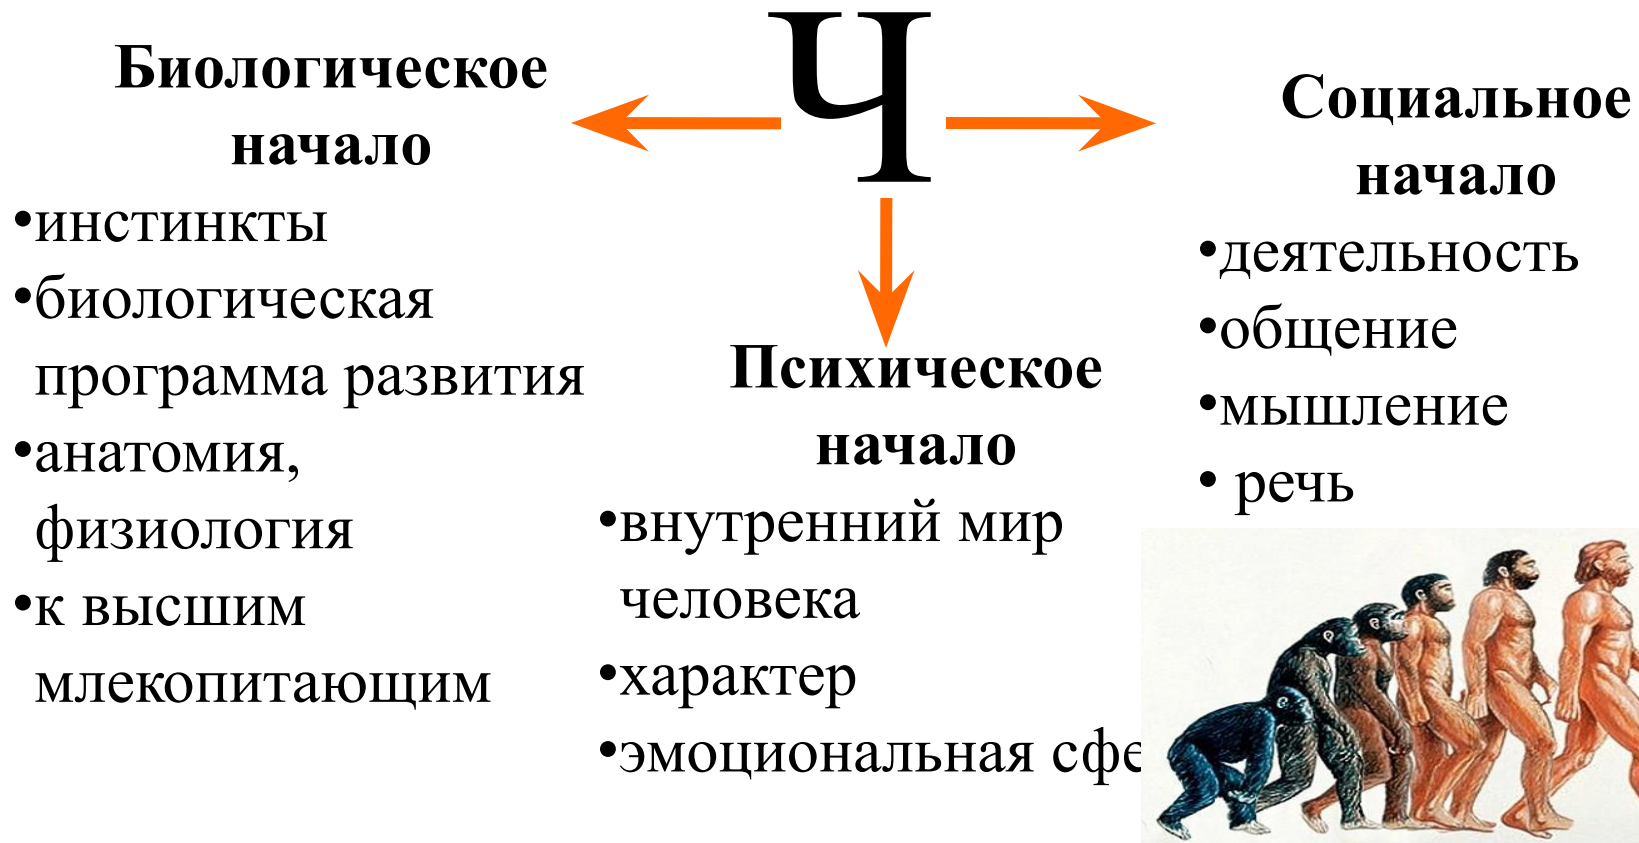 Ч
Биологическое
начало
•инстинкты
•биологическая
программа развития
•анатомия,
физиология
•к высшим
млекопитающим
Психическое
начало
•внутренний мир
человека
•характер
•эмоциональная
Социальное
начало
•деятельность
•общение
•мышление
• речь